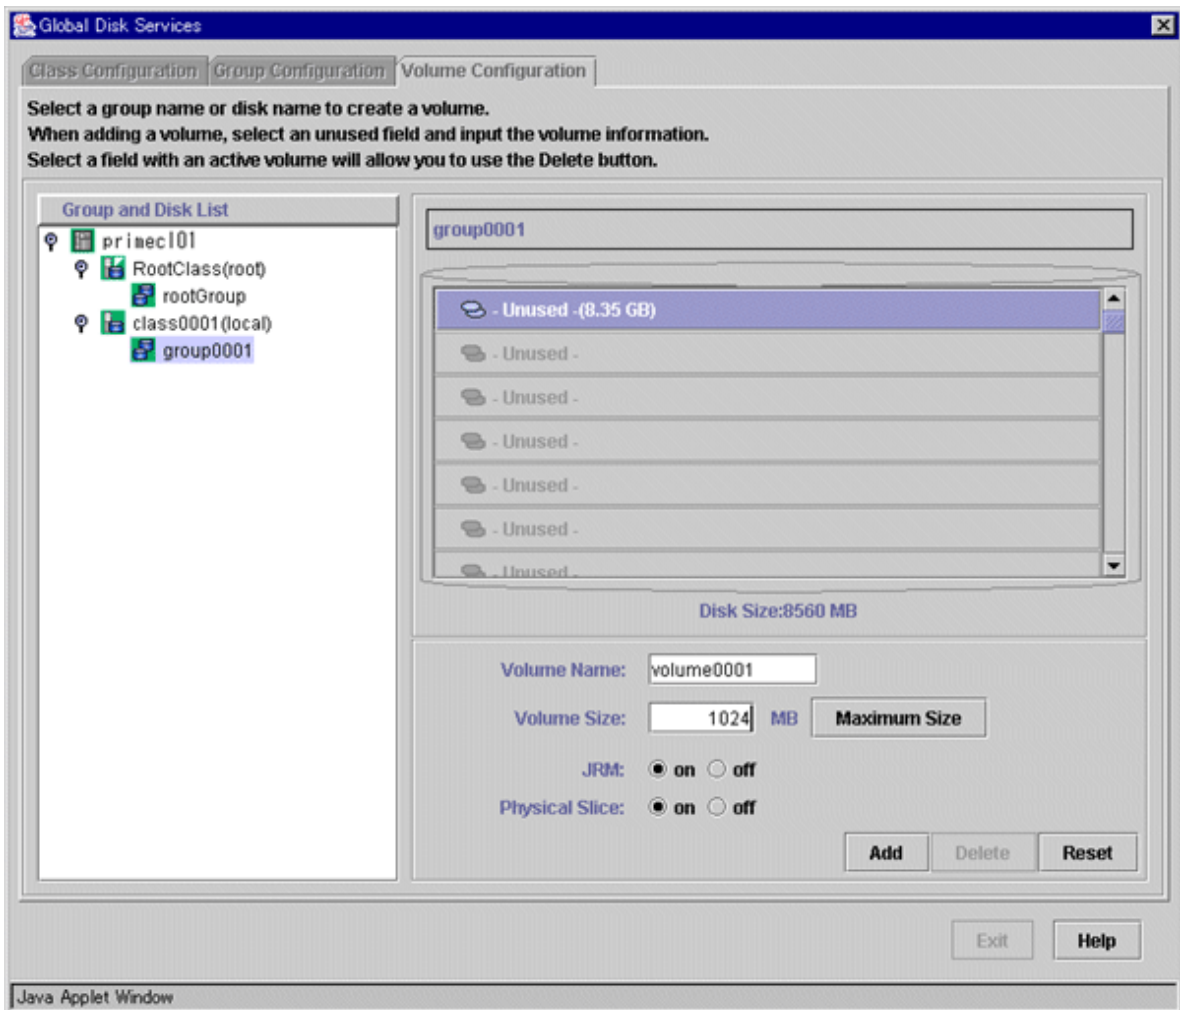 Global Disk Services
Class Configuration Group Configuration Volume Configuration
Select a group name or disk name to create a volume.
When adding a volume, select an unused field and input the volume information.
Select a field with an active volume will allow you to use the Delete button.
Group and Disk List
primecl01
RootClass(root)
rootGroup
class0001(local)
group0001
group0001
- Unused -(8.35 GB)
- Unused -
- Unused -
- Unused -
- Unused -
- Unused -
- Unused -
Disk Size:8560 MB
Volume Name: volume0001
Volume Size: 1024 MB Maximum Size
JRM: on off
Physical Slice: on off
Add Delete Reset
Exit Help
Java Applet Window